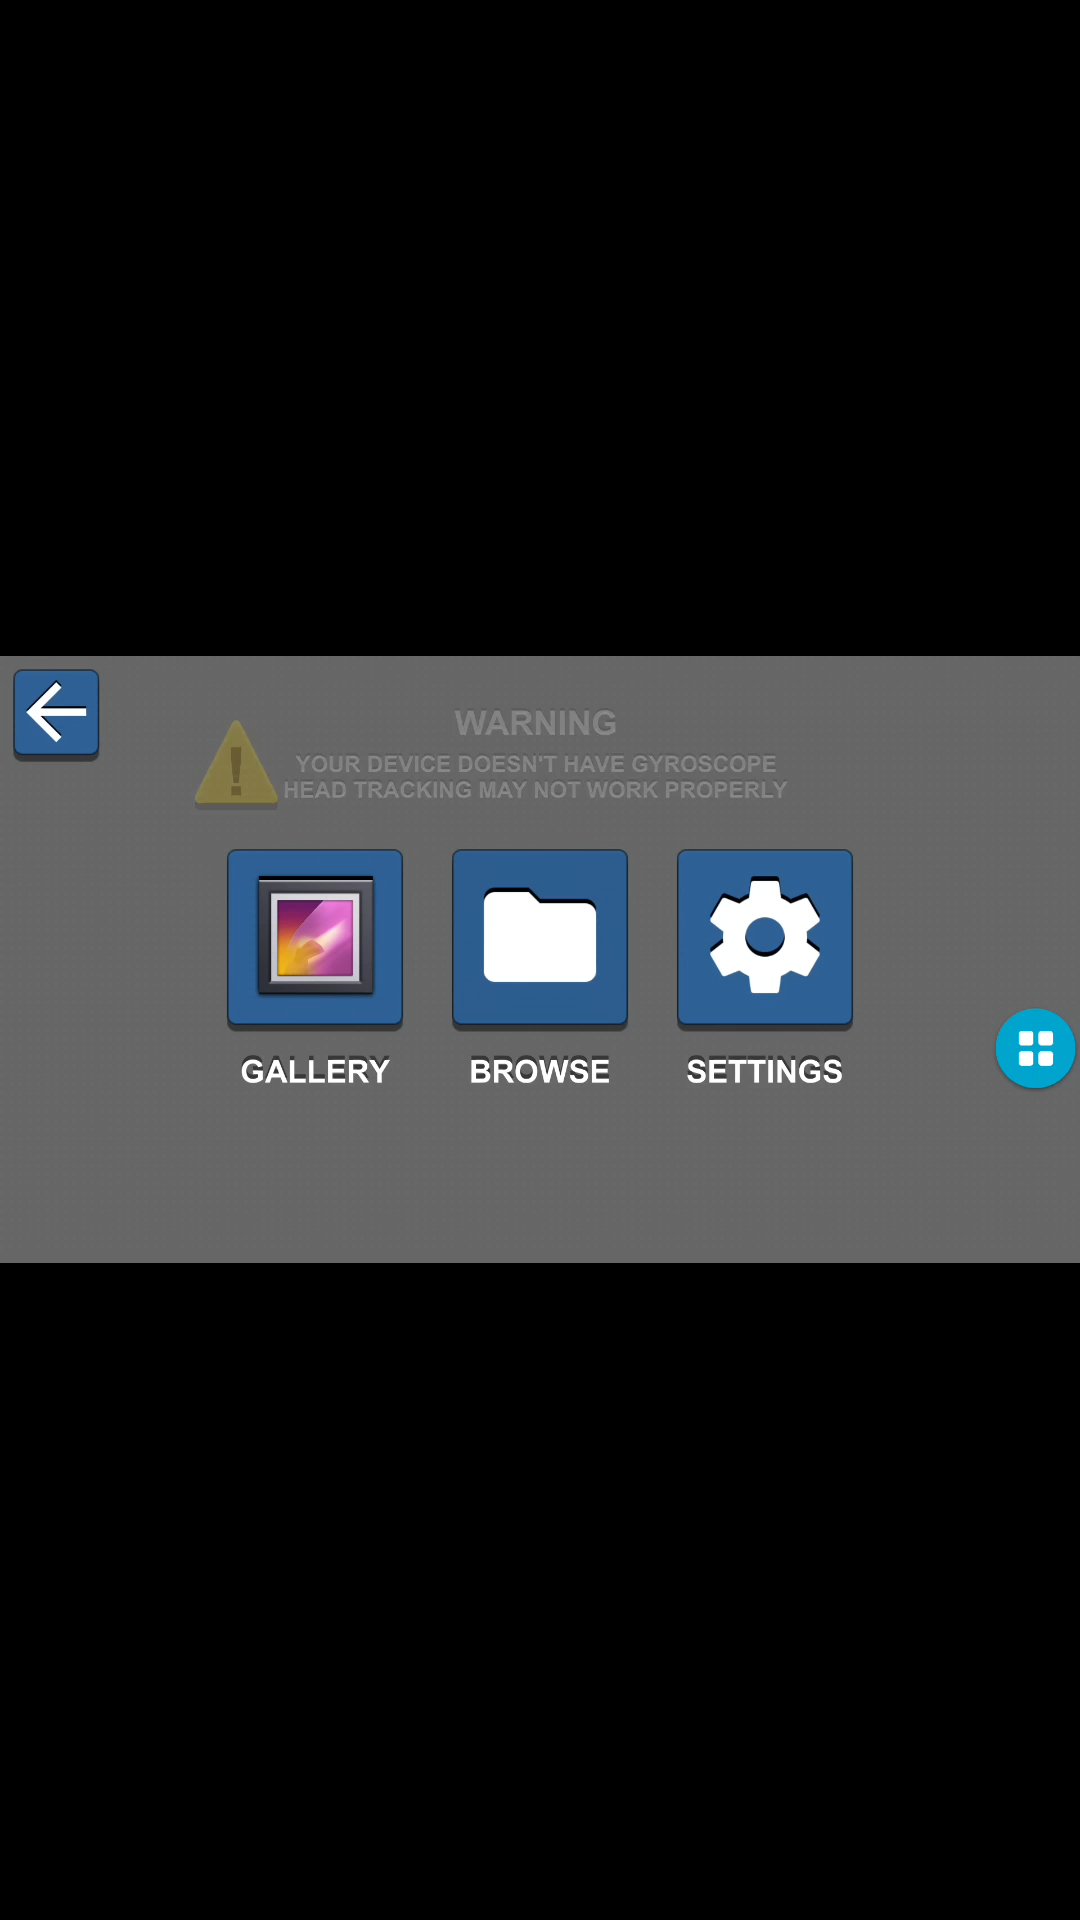 WARNING
YOUR DEVICE DOESN'T HAVE GYROSCOPE
HEAD TRACKING MAY NOT WORK PROPERLY
GALLERY
BROWSE
SETTINGS